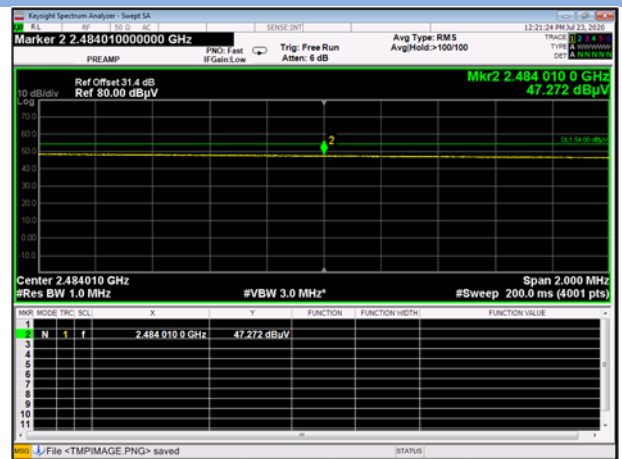 Keysight Spectrum Analyzer - Swept SA
RL RF 50 Ω AC SENSE:INT 12:21:24 PM Jul 23, 2020
Marker 2 2.484010000000 GHz
PREAMP
PNO: Fast
IFGain:Low
Trig: Free Run
Atten: 6 dB
Avg Type: RMS
Avg|Hold:>100/100
TRACE 1 2 3 4 5 6
TYPE A WWWWW
DET A N N N N N
Mkr2 2.484 010 0 GHz
47.272 dBµV
Ref Offset 31.4 dB
10 dB/div Ref 80.00 dBµV
Log
70.0
60.0
50.0
40.0
30.0
20.0
10.0
0.00
-10.0
2
DL1 54.00 dBµV
Center 2.484010 GHz Span 2.000 MHz
#Res BW 1.0 MHz #VBW 3.0 MHz* #Sweep 200.0 ms (4001 pts)
MKR MODE TRC SCL X Y FUNCTION FUNCTION WIDTH FUNCTION VALUE
1
2 N 1 f 2.484 010 0 GHz 47.272 dBµV
3
4
5
6
7
8
9
10
11
MSG File <TMPIMAGE.PNG> saved STATUS